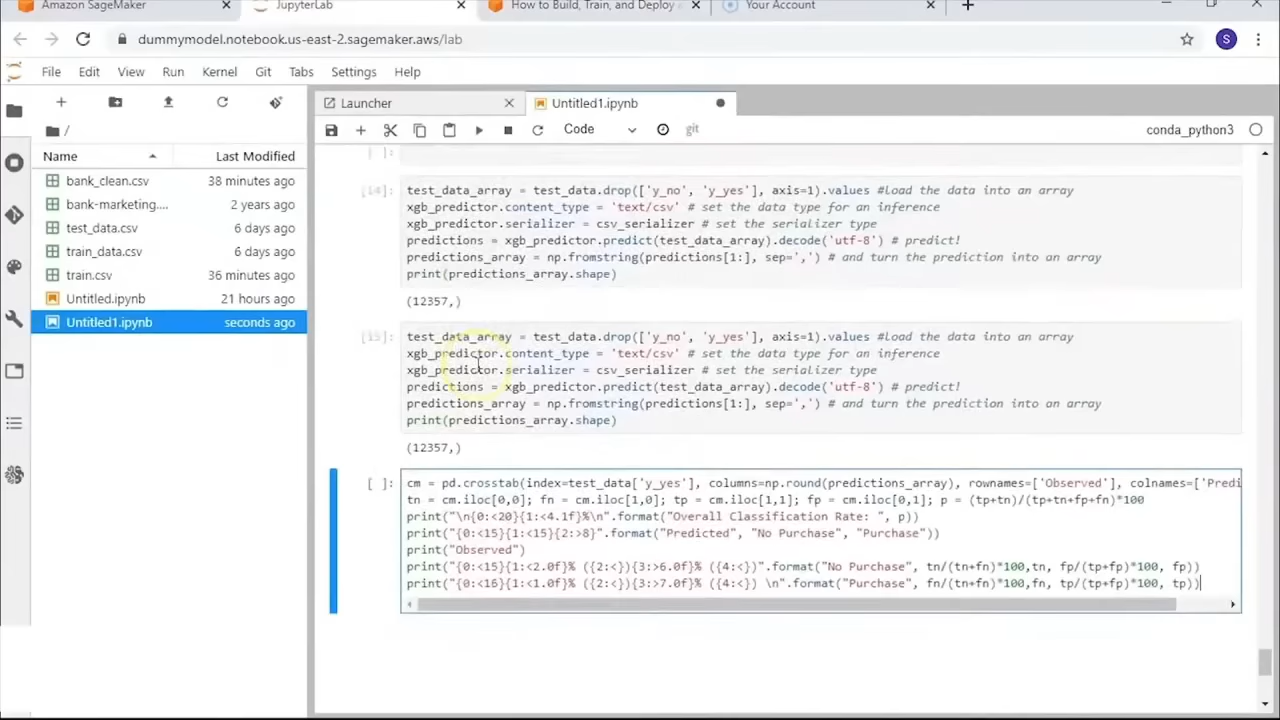 Amazon SageMaker
JupyterLab
How to Build, Train, and Deploy
Your Account
dummymodel.notebook.us-east-2.sagemaker.aws/lab
S
File Edit View Run Kernel Git Tabs Settings Help
Launcher
Untitled1.ipynb
/
Code
git
conda_python3
Name Last Modified
bank_clean.csv 38 minutes ago
bank-marketing.... 2 years ago
test_data.csv 6 days ago
train_data.csv 6 days ago
train.csv 36 minutes ago
Untitled.ipynb 21 hours ago
Untitled1.ipynb seconds ago
[ ]:
[14]: test_data_array = test_data.drop(['y_no', 'y_yes'], axis=1).values #load the data into an array
xgb_predictor.content_type = 'text/csv' # set the data type for an inference
xgb_predictor.serializer = csv_serializer # set the serializer type
predictions = xgb_predictor.predict(test_data_array).decode('utf-8') # predict!
predictions_array = np.fromstring(predictions[1:], sep=',') # and turn the prediction into an array
print(predictions_array.shape)
(12357,)
[15]: test_data_array = test_data.drop(['y_no', 'y_yes'], axis=1).values #load the data into an array
xgb_predictor.content_type = 'text/csv' # set the data type for an inference
xgb_predictor.serializer = csv_serializer # set the serializer type
predictions = xgb_predictor.predict(test_data_array).decode('utf-8') # predict!
predictions_array = np.fromstring(predictions[1:], sep=',') # and turn the prediction into an array
print(predictions_array.shape)
(12357,)
[ ]: cm = pd.crosstab(index=test_data['y_yes'], columns=np.round(predictions_array), rownames=['Observed'], colnames=['Predi
tn = cm.iloc[0,0]; fn = cm.iloc[1,0]; tp = cm.iloc[1,1]; fp = cm.iloc[0,1]; p = (tp+tn)/(tp+tn+fp+fn)*100
print("\n{0:<20}{1:<4.1f}%\n".format("Overall Classification Rate: ", p))
print("{0:<15}{1:<15}{2:>8}".format("Predicted", "No Purchase", "Purchase"))
print("Observed")
print("{0:<15}{1:<2.0f}% ({2:<}){3:>6.0f}% ({4:<})".format("No Purchase", tn/(tn+fn)*100,tn, fp/(tp+fp)*100, fp))
print("{0:<16}{1:<1.0f}% ({2:<}){3:>7.0f}% ({4:<}) \n".format("Purchase", fn/(tn+fn)*100,fn, tp/(tp+fp)*100, tp))